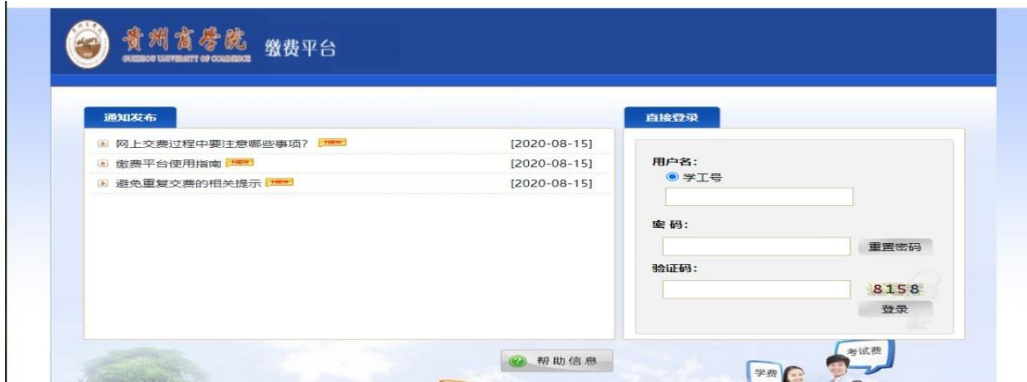 贵州商学院 缴费平台
GUIZHOU UNIVERSITY OF COMMERCE
通知发布
网上交费过程中要注意哪些事项? NEW [2020-08-15]
缴费平台使用指南 NEW [2020-08-15]
避免重复交费的相关提示 NEW [2020-08-15]
直接登录
用户名:
学工号
密 码:
重置密码
验证码:
8158
登录
帮助信息
学费
考试费